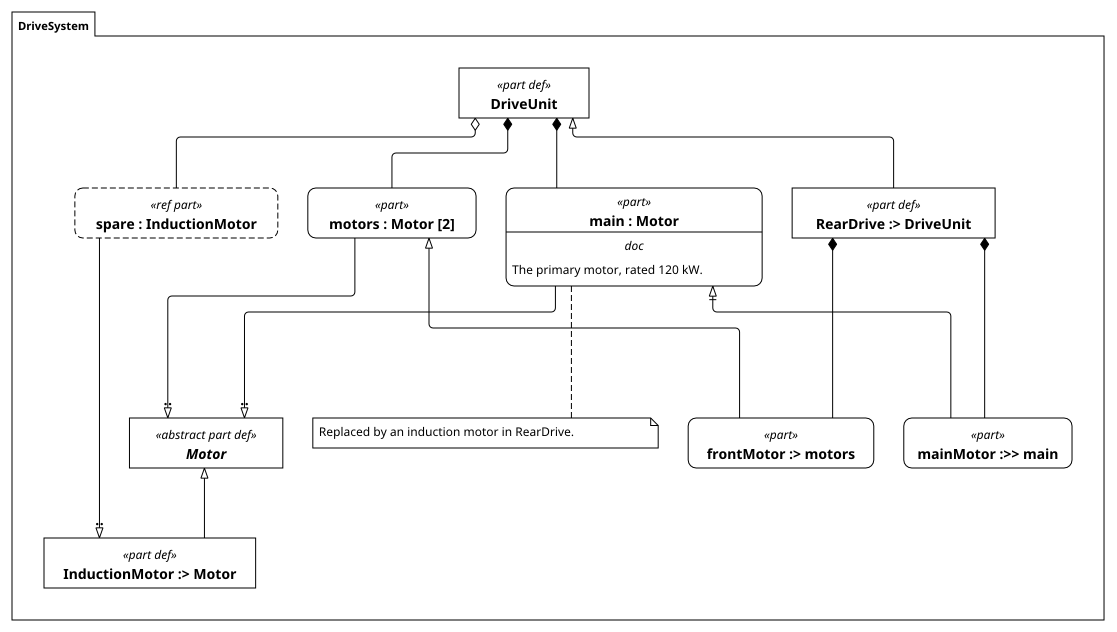 DriveSystem
«part def»
DriveUnit
«ref part»
spare : InductionMotor
«part»
motors : Motor [2]
«part»
main : Motor
doc
The primary motor, rated 120 kW.
«part def»
RearDrive :> DriveUnit
«abstract part def»
Motor
Replaced by an induction motor in RearDrive.
«part»
frontMotor :> motors
«part»
mainMotor :>> main
«part def»
InductionMotor :> Motor